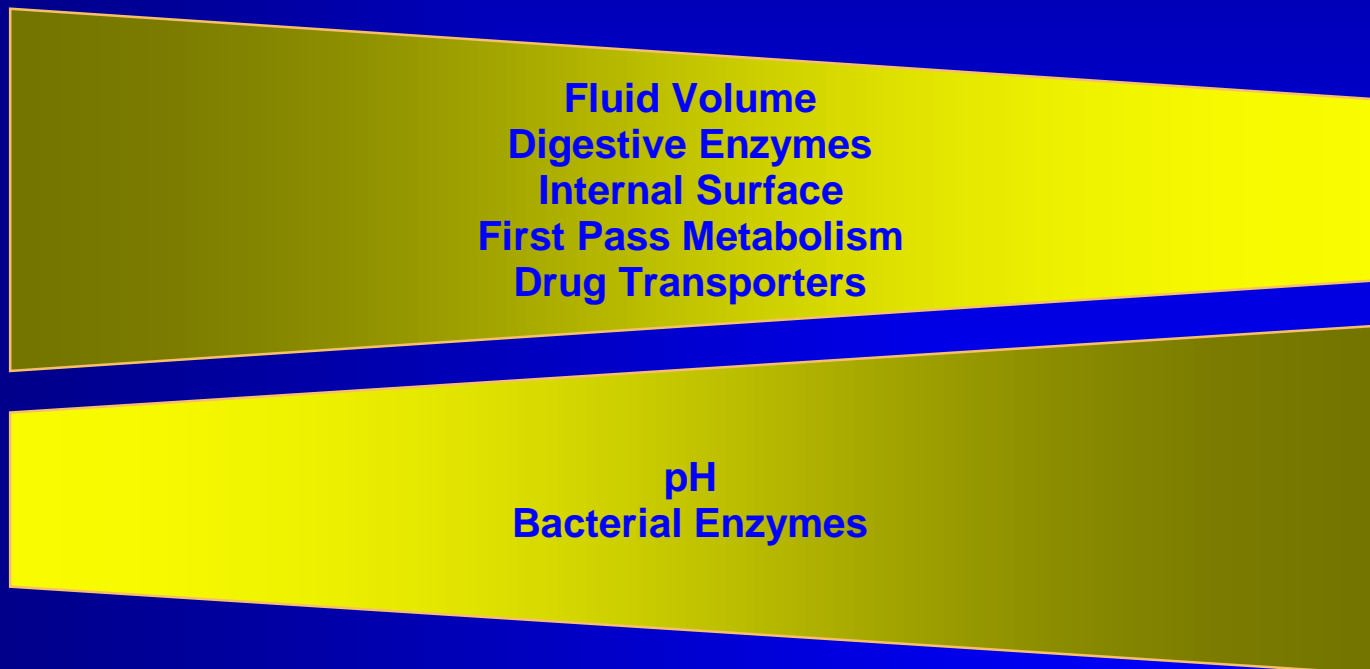 Fluid Volume
Digestive Enzymes
Internal Surface
First Pass Metabolism
Drug Transporters
pH
Bacterial Enzymes